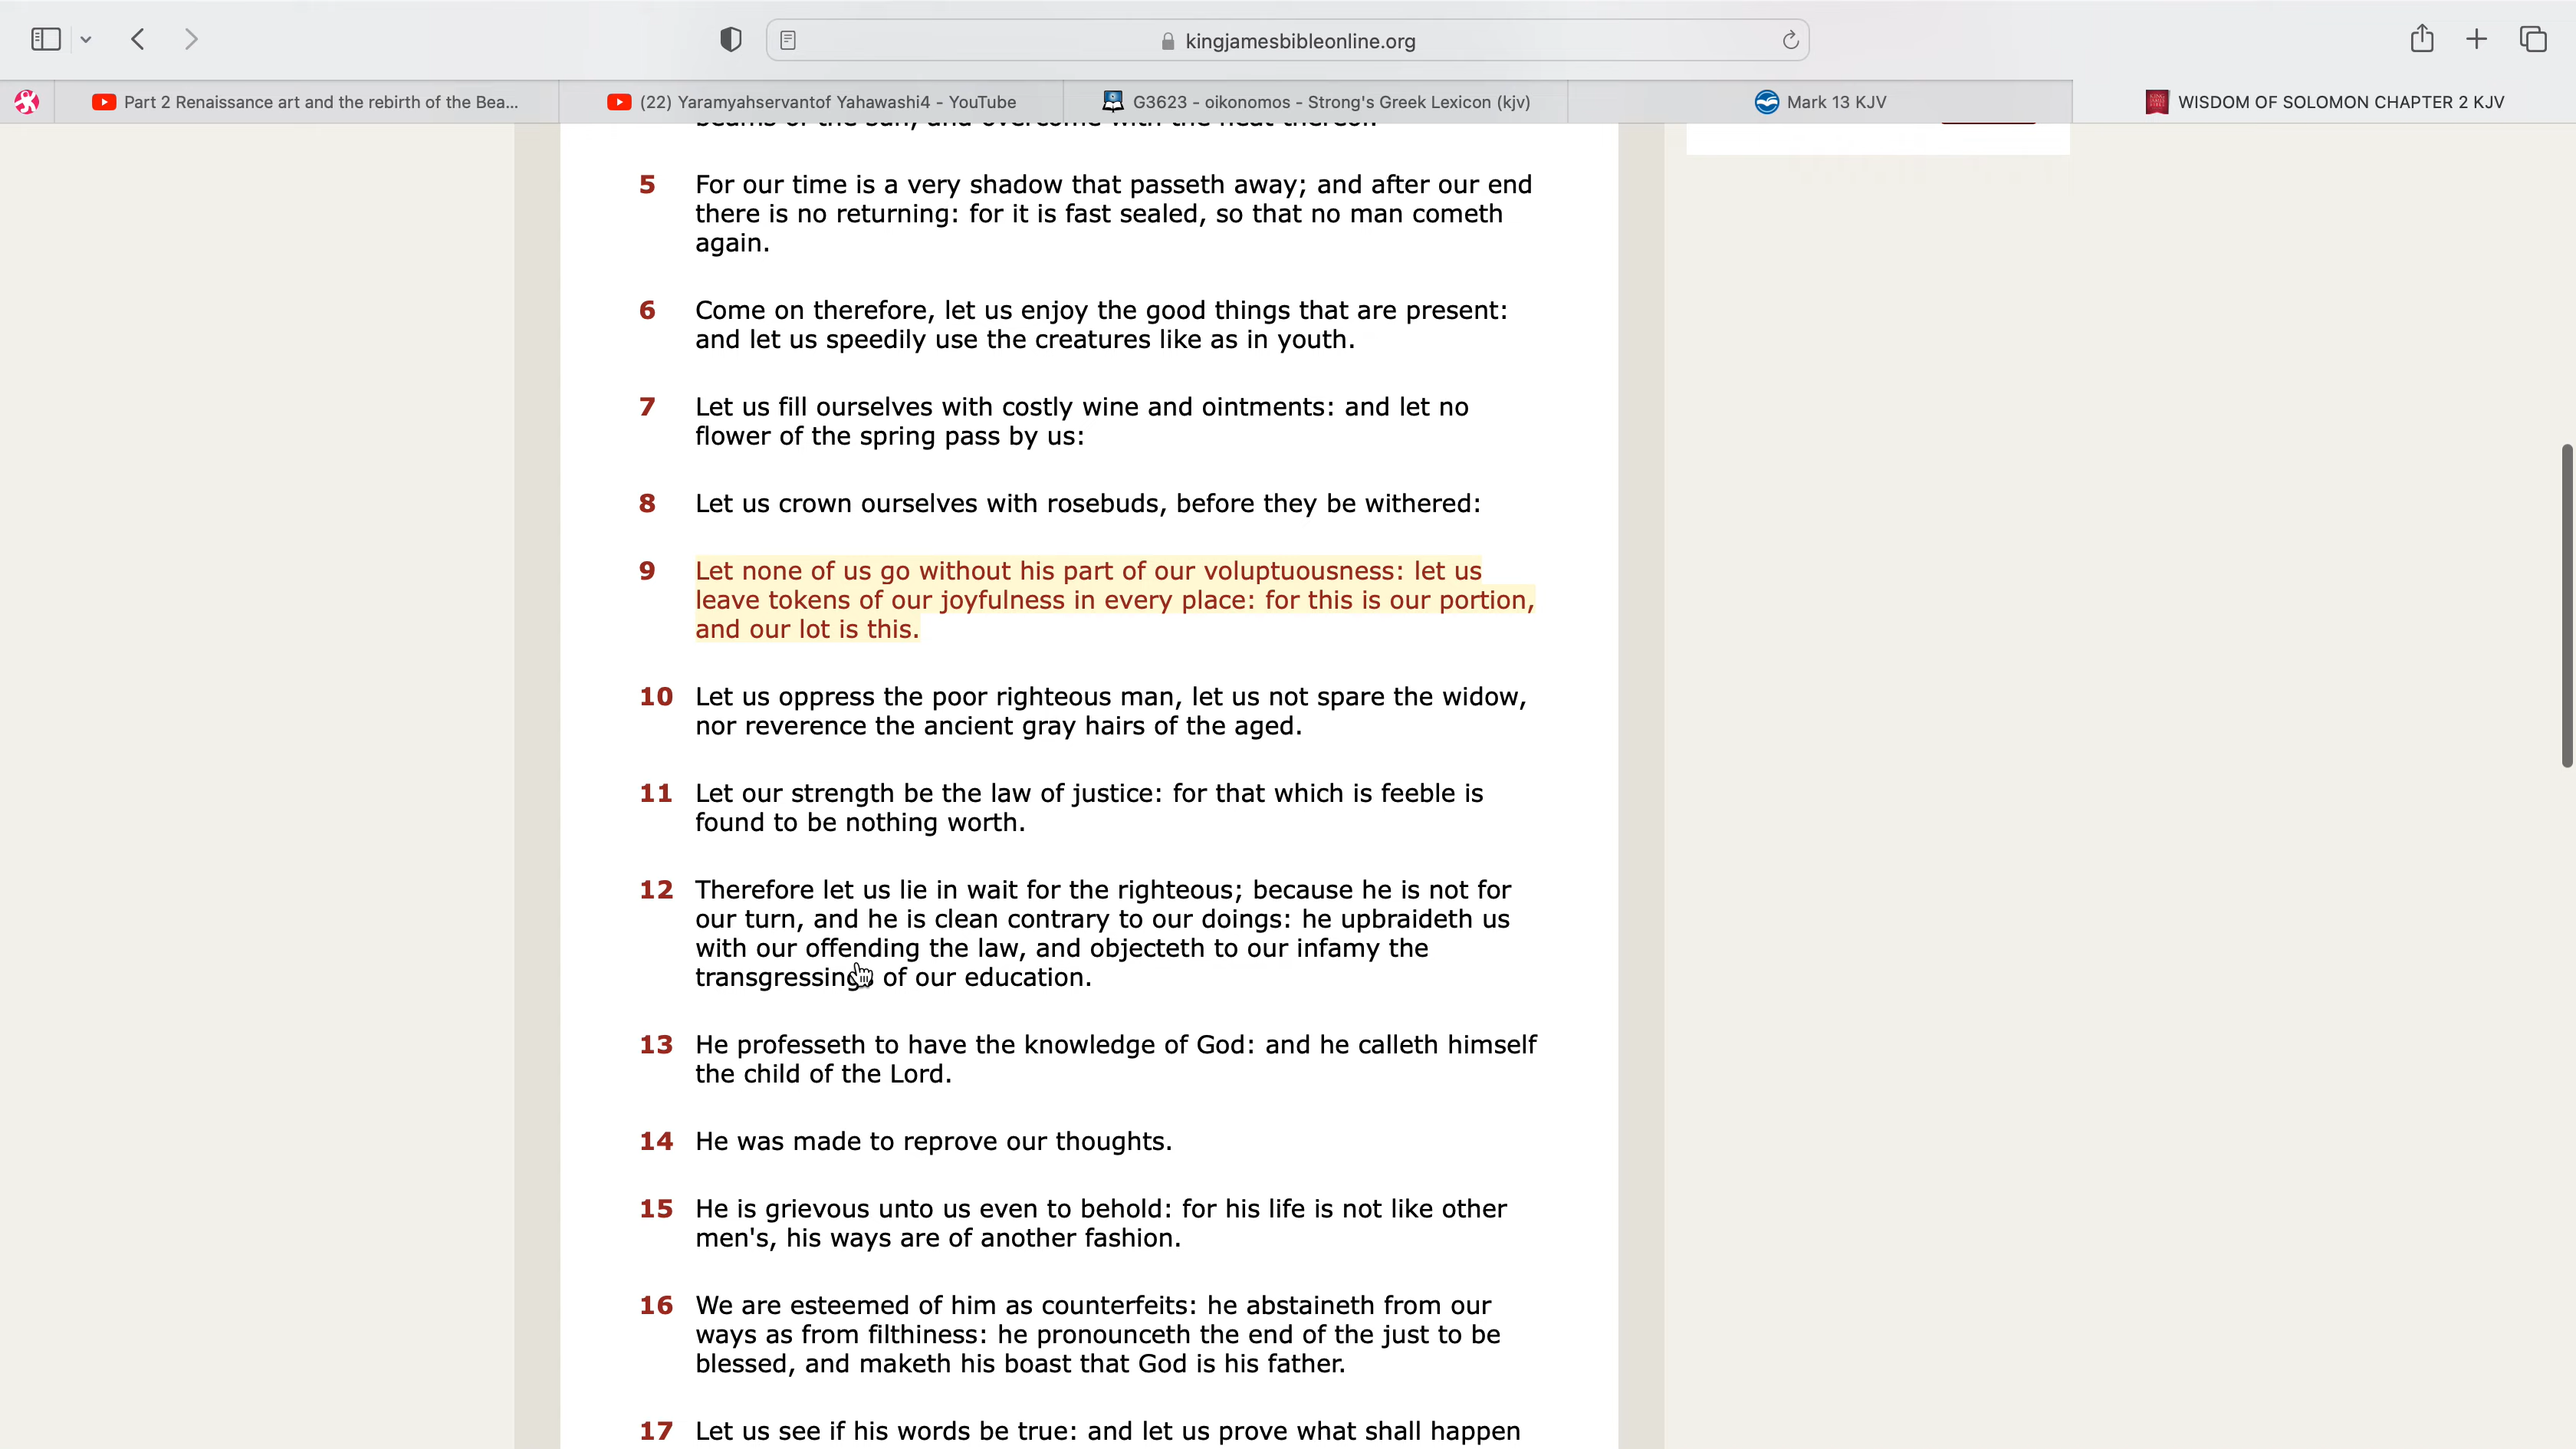 kingjamesbibleonline.org
Part 2 Renaissance art and the rebirth of the Bea...
(22) Yaramyahservantof Yahawashi4 - YouTube
G3623 - oikonomos - Strong's Greek Lexicon (kjv)
Mark 13 KJV
WISDOM OF SOLOMON CHAPTER 2 KJV
beams of the sun, and overcome with the heat thereof.
5 For our time is a very shadow that passeth away; and after our end
there is no returning: for it is fast sealed, so that no man cometh
again.
6 Come on therefore, let us enjoy the good things that are present:
and let us speedily use the creatures like as in youth.
7 Let us fill ourselves with costly wine and ointments: and let no
flower of the spring pass by us:
8 Let us crown ourselves with rosebuds, before they be withered:
9 Let none of us go without his part of our voluptuousness: let us
leave tokens of our joyfulness in every place: for this is our portion,
and our lot is this.
10 Let us oppress the poor righteous man, let us not spare the widow,
nor reverence the ancient gray hairs of the aged.
11 Let our strength be the law of justice: for that which is feeble is
found to be nothing worth.
12 Therefore let us lie in wait for the righteous; because he is not for
our turn, and he is clean contrary to our doings: he upbraideth us
with our offending the law, and objecteth to our infamy the
transgressings of our education.
13 He professeth to have the knowledge of God: and he calleth himself
the child of the Lord.
14 He was made to reprove our thoughts.
15 He is grievous unto us even to behold: for his life is not like other
men's, his ways are of another fashion.
16 We are esteemed of him as counterfeits: he abstaineth from our
ways as from filthiness: he pronounceth the end of the just to be
blessed, and maketh his boast that God is his father.
17 Let us see if his words be true: and let us prove what shall happen